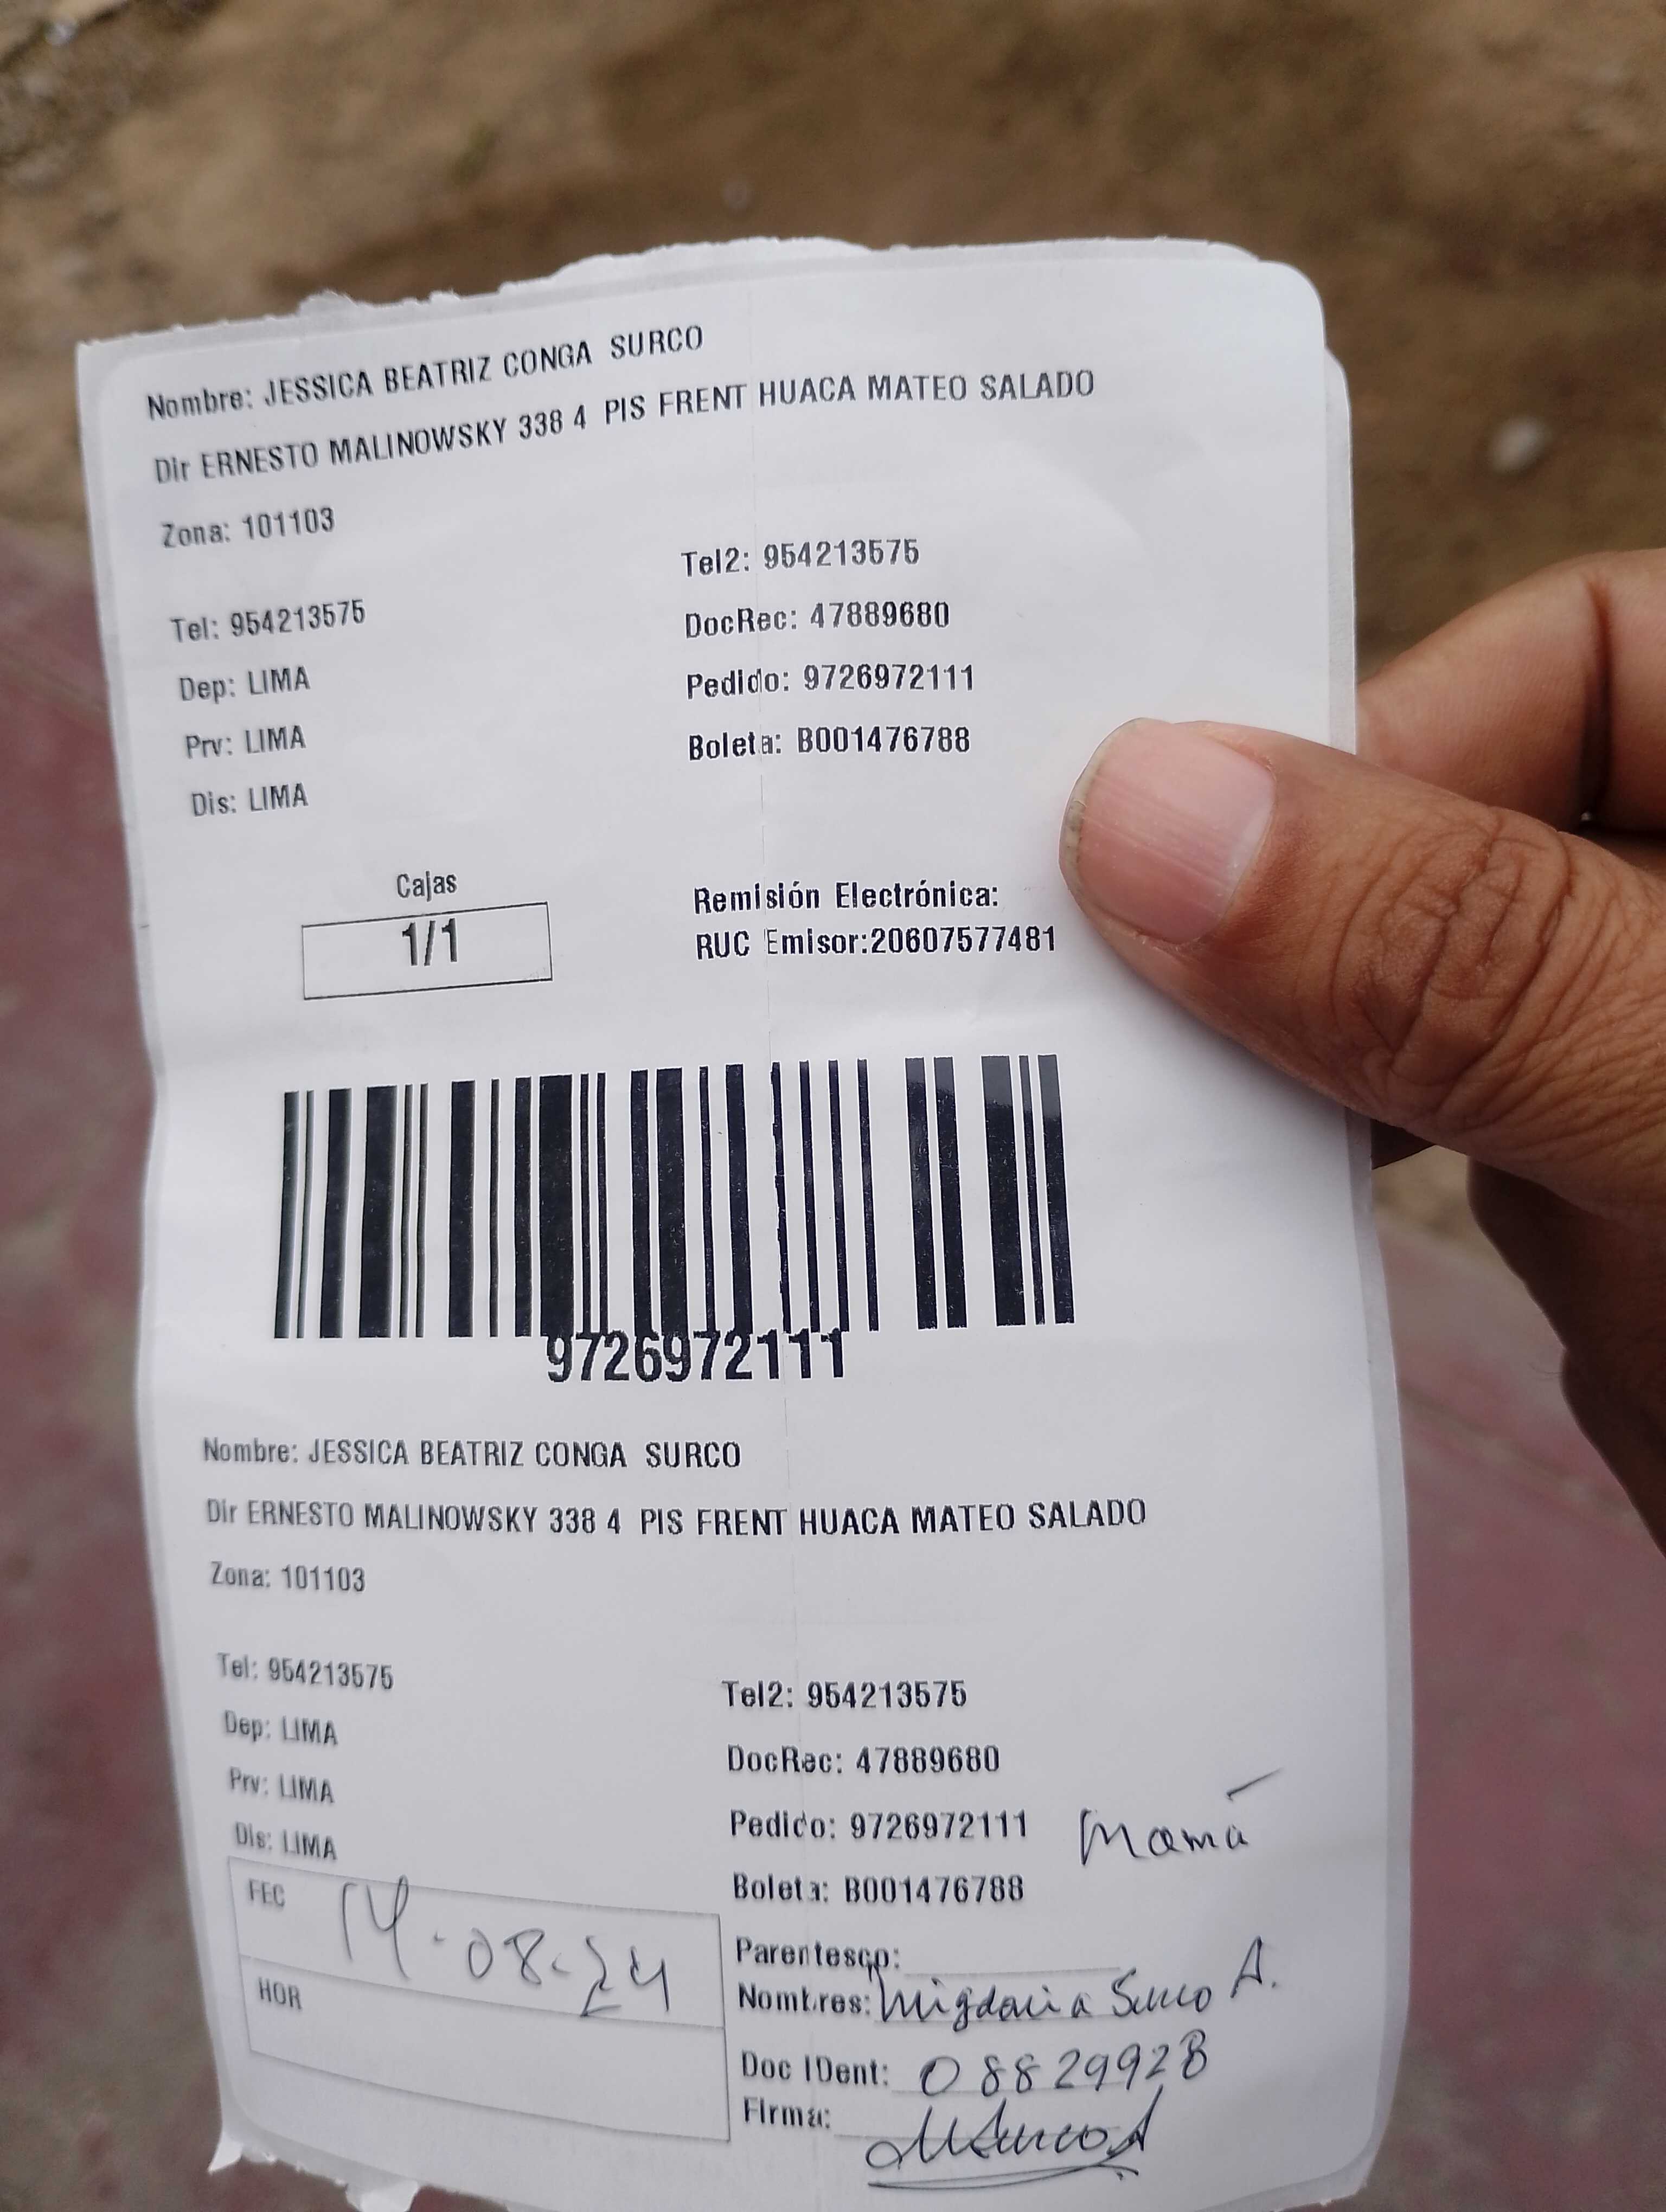 Nombre: JESSICA BEATRIZ CONGA SURCO
Dir ERNESTO MALINOWSKY 338 4 PIS FRENT HUACA MATEO SALADO
Zona: 101103
Tel2: 954213575
Tel: 954213575
DocRec: 47889680
Dep: LIMA
Pedido: 9726972111
Prv: LIMA
Boleta: B001476788
Dis: LIMA
Cajas
1/1
Remisión Electrónica:
RUC Emisor:20607577481
9726972111
Nombre: JESSICA BEATRIZ CONGA SURCO
Dir ERNESTO MALINOWSKY 338 4 PIS FRENT HUACA MATEO SALADO
Zona: 101103
Tel: 954213575
Tel2: 954213575
Dep: LIMA
DocRec: 47889680
Prv: LIMA
Pedido: 9726972111
Mamá
Dis: LIMA
Boleta: B001476788
FEC 14-08-24
Parentesco:
HOR
Nombres: Surco A.
Doc IDent: 08829928
Firma: